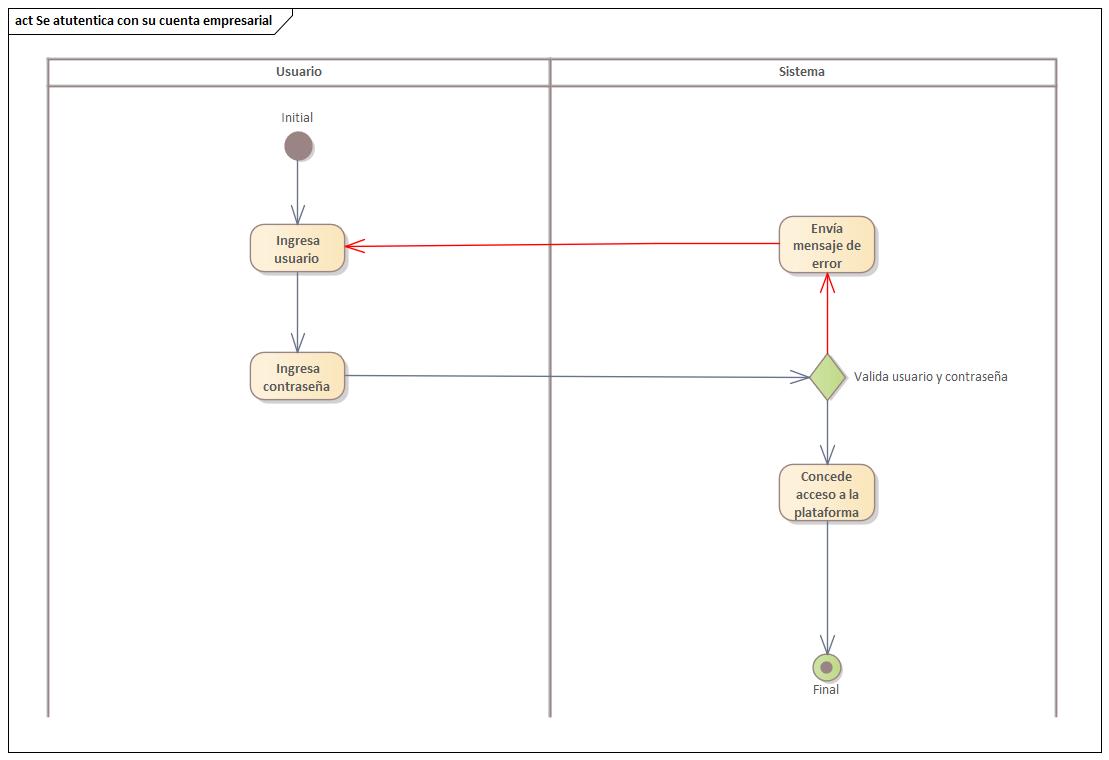 act Se atutentica con su cuenta empresarial
Usuario
Sistema
Initial
Ingresa
usuario
Envía
mensaje de
error
Ingresa
contraseña
Valida usuario y contraseña
Concede
acceso a la
plataforma
Final